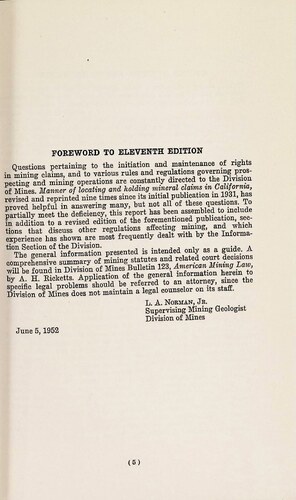 FOREWORD TO ELEVENTH EDITION
Questions pertaining to the initiation and maintenance of rights
in mining claims, and to various rules and regulations governing pros-
pecting and mining operations are constantly directed to the Division
of Mines. Manner of locating and holding mineral claims in California,
revised and reprinted nine times since its initial publication in 1931, has
proved helpful in answering many, but not all of these questions. To
partially meet the deficiency, this report has been assembled to include
in addition to a revised edition of the forementioned publication, sec-
tions that discuss other regulations affecting mining, and which
experience has shown are most frequently dealt with by the Informa-
tion Section of the Division.
The general information presented is intended only as a guide. A
comprehensive summary of mining statutes and related court decisions
will be found in Division of Mines Bulletin 123, American Mining Law,
by A. H. Ricketts. Application of the general information herein to
specific legal problems should be referred to an attorney, since the
Division of Mines does not maintain a legal counselor on its staff.
L. A. NORMAN, JR.
Supervising Mining Geologist
Division of Mines
June 5, 1952
(5)